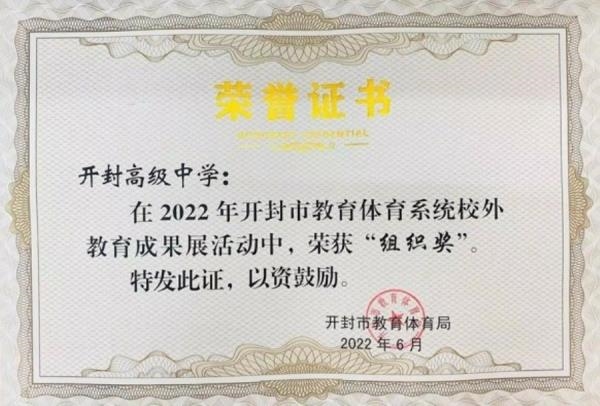 荣誉证书
HONORARY CREDENTIAL
开封高级中学：
在2022年开封市教育体育系统校外
教育成果展活动中，荣获“组织奖”。
特发此证，以资鼓励。
开封市教育体育局
2022年6月